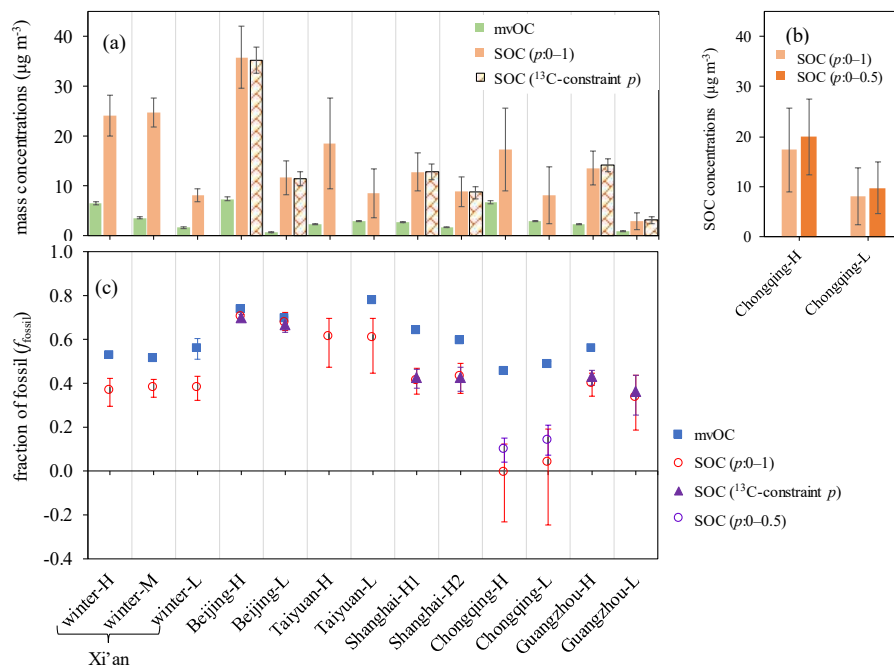 (a)
mvOC
SOC (p:0–1)
SOC (¹³C-constraint p)
mass concentrations (μg m⁻³)
40
30
20
10
0
(b)
SOC (p:0–1)
SOC (p:0–0.5)
SOC concentrations (μg m⁻³)
40
30
20
10
0
Chongqing-H
Chongqing-L
(c)
fraction of fossil (f_fossil)
1.0
0.8
0.6
0.4
0.2
0.0
-0.2
-0.4
mvOC
SOC (p:0–1)
SOC (¹³C-constraint p)
SOC (p:0–0.5)
winter-H
winter-M
winter-L
Beijing-H
Beijing-L
Taiyuan-H
Taiyuan-L
Shanghai-H1
Shanghai-H2
Chongqing-H
Chongqing-L
Guangzhou-H
Guangzhou-L
Xi’an